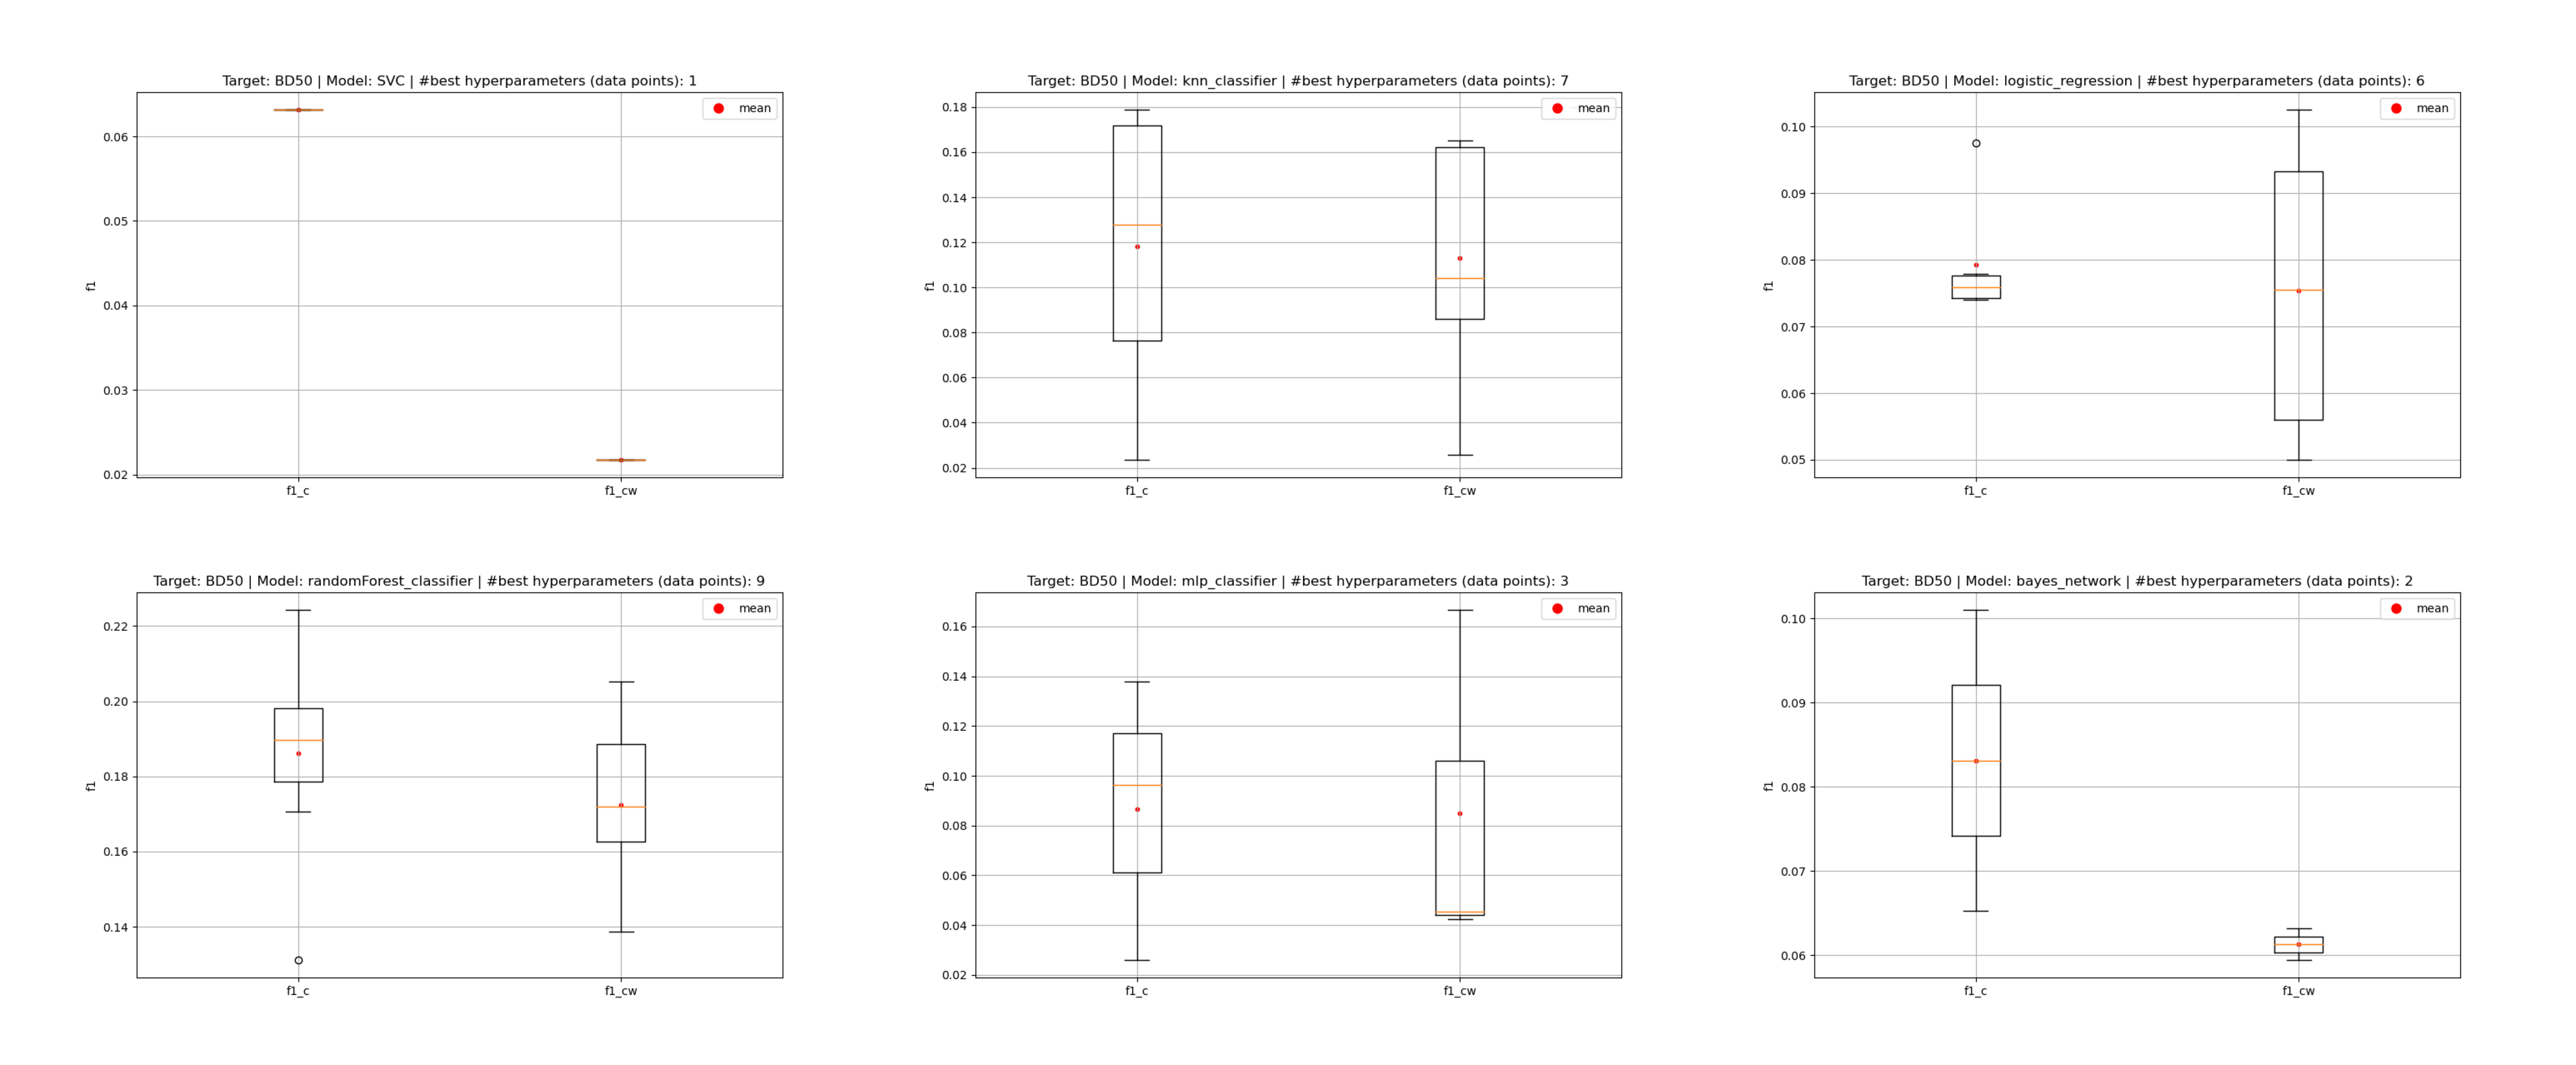 Target: BD50 | Model: SVC | #best hyperparameters (data points): 1
mean
0.06
0.05
0.04
0.03
0.02
f1
f1_c
f1_cw
Target: BD50 | Model: knn_classifier | #best hyperparameters (data points): 7
mean
0.18
0.16
0.14
0.12
0.10
0.08
0.06
0.04
0.02
f1
f1_c
f1_cw
Target: BD50 | Model: logistic_regression | #best hyperparameters (data points): 6
mean
0.10
0.09
0.08
0.07
0.06
0.05
f1
f1_c
f1_cw
Target: BD50 | Model: randomForest_classifier | #best hyperparameters (data points): 9
mean
0.22
0.20
0.18
0.16
0.14
f1
f1_c
f1_cw
Target: BD50 | Model: mlp_classifier | #best hyperparameters (data points): 3
mean
0.16
0.14
0.12
0.10
0.08
0.06
0.04
0.02
f1
f1_c
f1_cw
Target: BD50 | Model: bayes_network | #best hyperparameters (data points): 2
mean
0.10
0.09
0.08
0.07
0.06
f1
f1_c
f1_cw